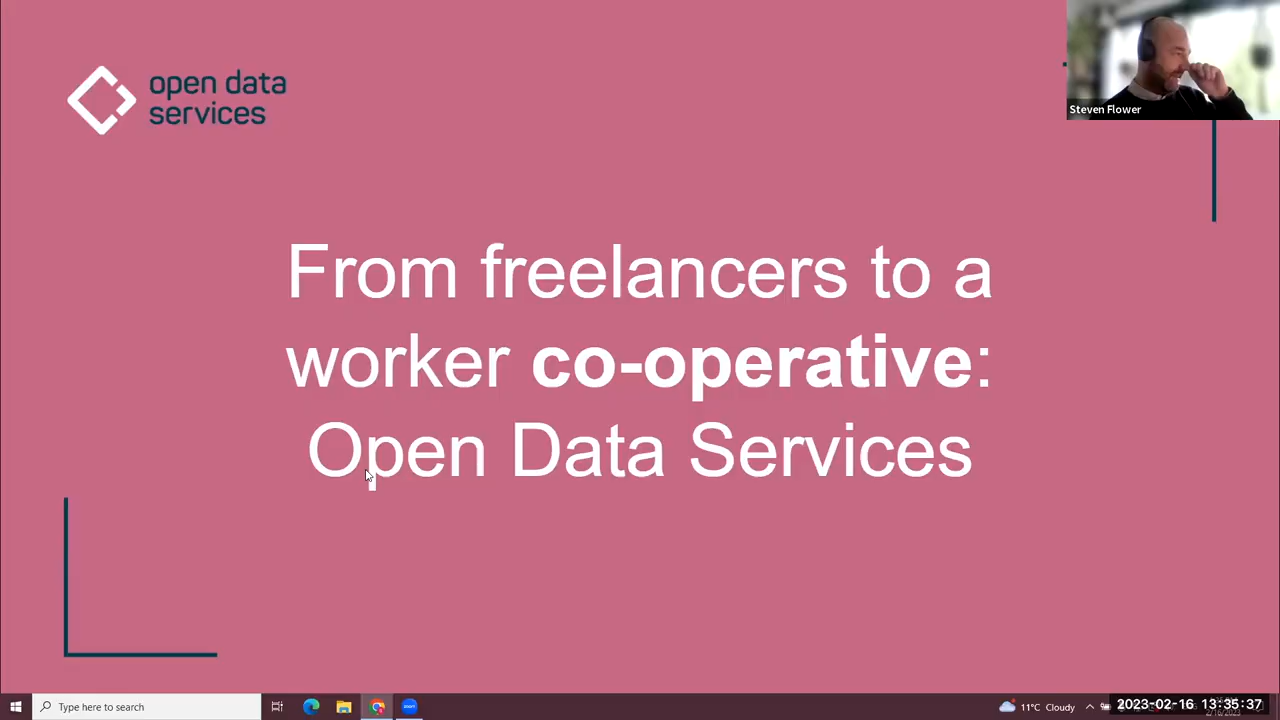 open data
services
Steven Flower
From freelancers to a
worker co-operative:
Open Data Services
Type here to search
zoom
11°C Cloudy
2023-02-16 13:35:37